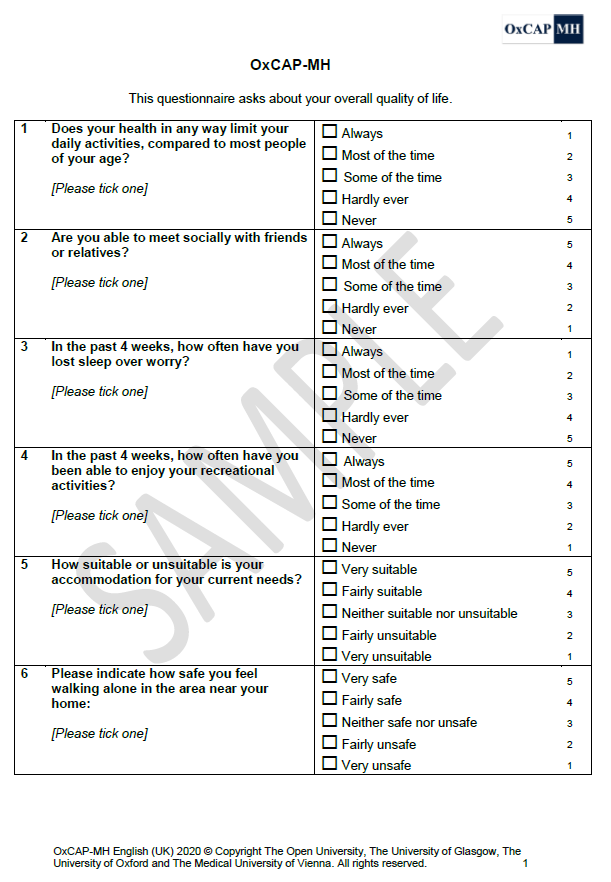 OxCAP MH
OxCAP-MH
This questionnaire asks about your overall quality of life.
1 Does your health in any way limit your
daily activities, compared to most people
of your age?
[Please tick one]
Always 1
Most of the time 2
Some of the time 3
Hardly ever 4
Never 5
2 Are you able to meet socially with friends
or relatives?
[Please tick one]
Always 5
Most of the time 4
Some of the time 3
Hardly ever 2
Never 1
3 In the past 4 weeks, how often have you
lost sleep over worry?
[Please tick one]
Always 1
Most of the time 2
Some of the time 3
Hardly ever 4
Never 5
4 In the past 4 weeks, how often have you
been able to enjoy your recreational
activities?
[Please tick one]
Always 5
Most of the time 4
Some of the time 3
Hardly ever 2
Never 1
5 How suitable or unsuitable is your
accommodation for your current needs?
[Please tick one]
Very suitable 5
Fairly suitable 4
Neither suitable nor unsuitable 3
Fairly unsuitable 2
Very unsuitable 1
6 Please indicate how safe you feel
walking alone in the area near your
home:
[Please tick one]
Very safe 5
Fairly safe 4
Neither safe nor unsafe 3
Fairly unsafe 2
Very unsafe 1
SAMPLE
OxCAP-MH English (UK) 2020 © Copyright The Open University, The University of Glasgow, The
University of Oxford and The Medical University of Vienna. All rights reserved. 1